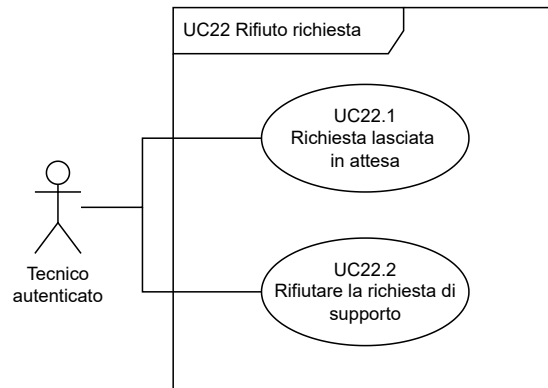 UC22 Rifiuto richiesta
UC22.1
Richiesta lasciata
in attesa
Tecnico
autenticato
UC22.2
Rifiutare la richiesta di
supporto